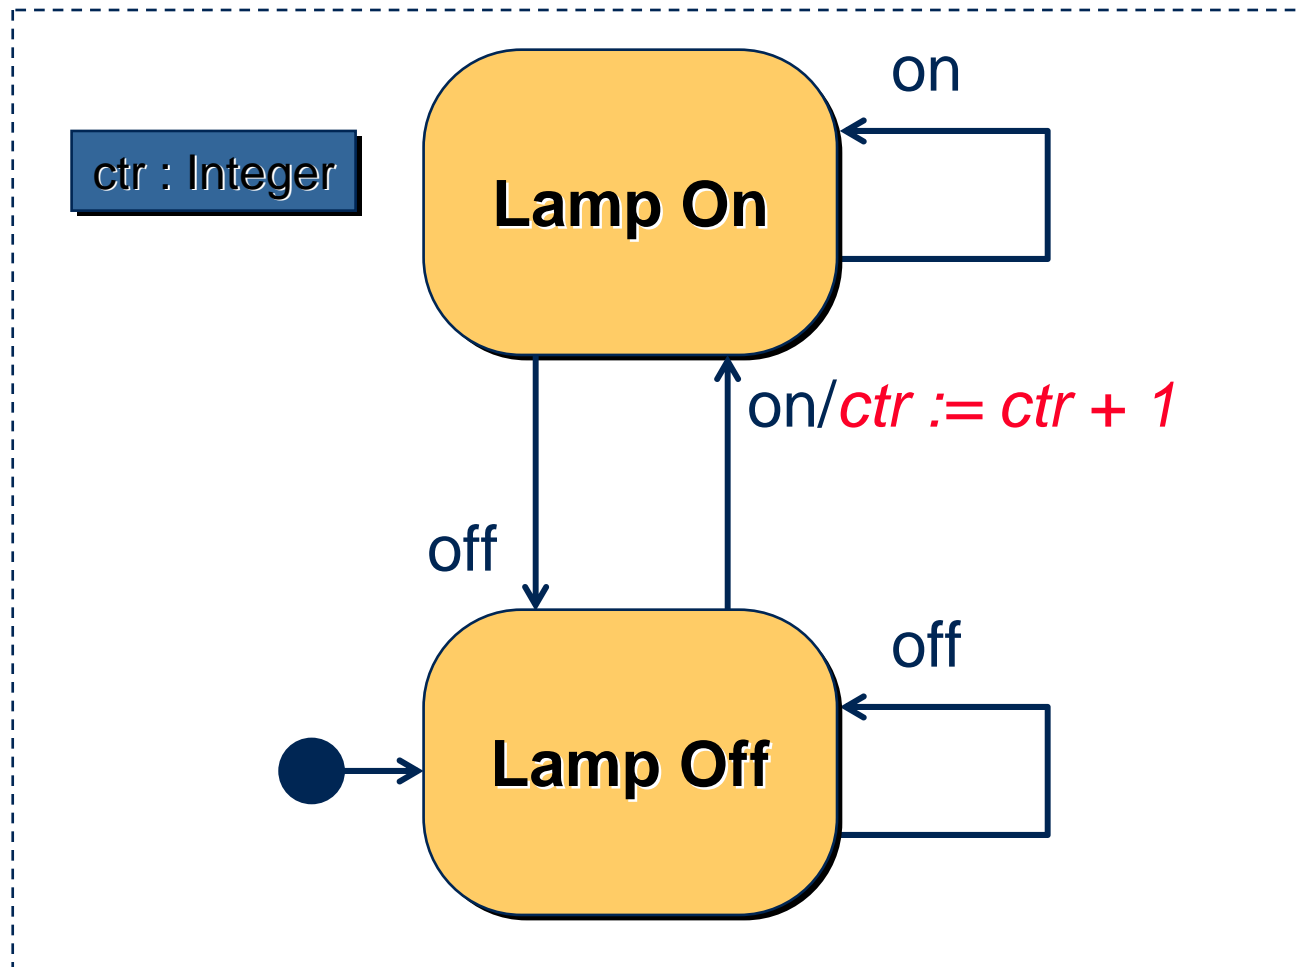 on
ctr : Integer
Lamp On
on/ctr := ctr + 1
off
off
Lamp Off